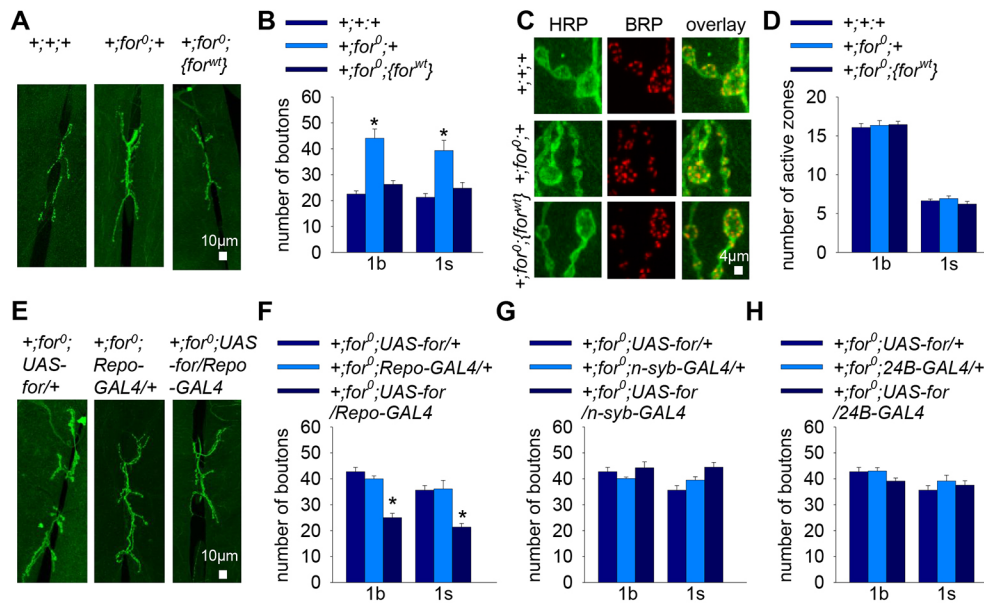 A
+;+;+
+;for⁰;+
+;for⁰;
{forʷᵗ}
10µm
B
+;+:+
+;for⁰;+
+;for⁰;{forʷᵗ}
number of boutons
60
50
40
30
20
10
0
*
*
1b
1s
C
HRP
BRP
overlay
+;+;+
+;for⁰;+
+;for⁰;{forʷᵗ}
4µm
D
+;+:+
+;for⁰;+
+;for⁰;{forʷᵗ}
number of active zones
20
15
10
5
0
1b
1s
E
+;for⁰;
UAS-
for/+
+;for⁰;
Repo-
GAL4/+
+;for⁰;UAS
-for/Repo
-GAL4
10µm
F
+;for⁰;UAS-for/+
+;for⁰;Repo-GAL4/+
+;for⁰;UAS-for
/Repo-GAL4
number of boutons
60
50
40
30
20
10
0
*
*
1b
1s
G
+;for⁰;UAS-for/+
+;for⁰;n-syb-GAL4/+
+;for⁰;UAS-for
/n-syb-GAL4
number of boutons
60
50
40
30
20
10
0
1b
1s
H
+;for⁰;UAS-for/+
+;for⁰;24B-GAL4/+
+;for⁰;UAS-for
/24B-GAL4
number of boutons
60
50
40
30
20
10
0
1b
1s